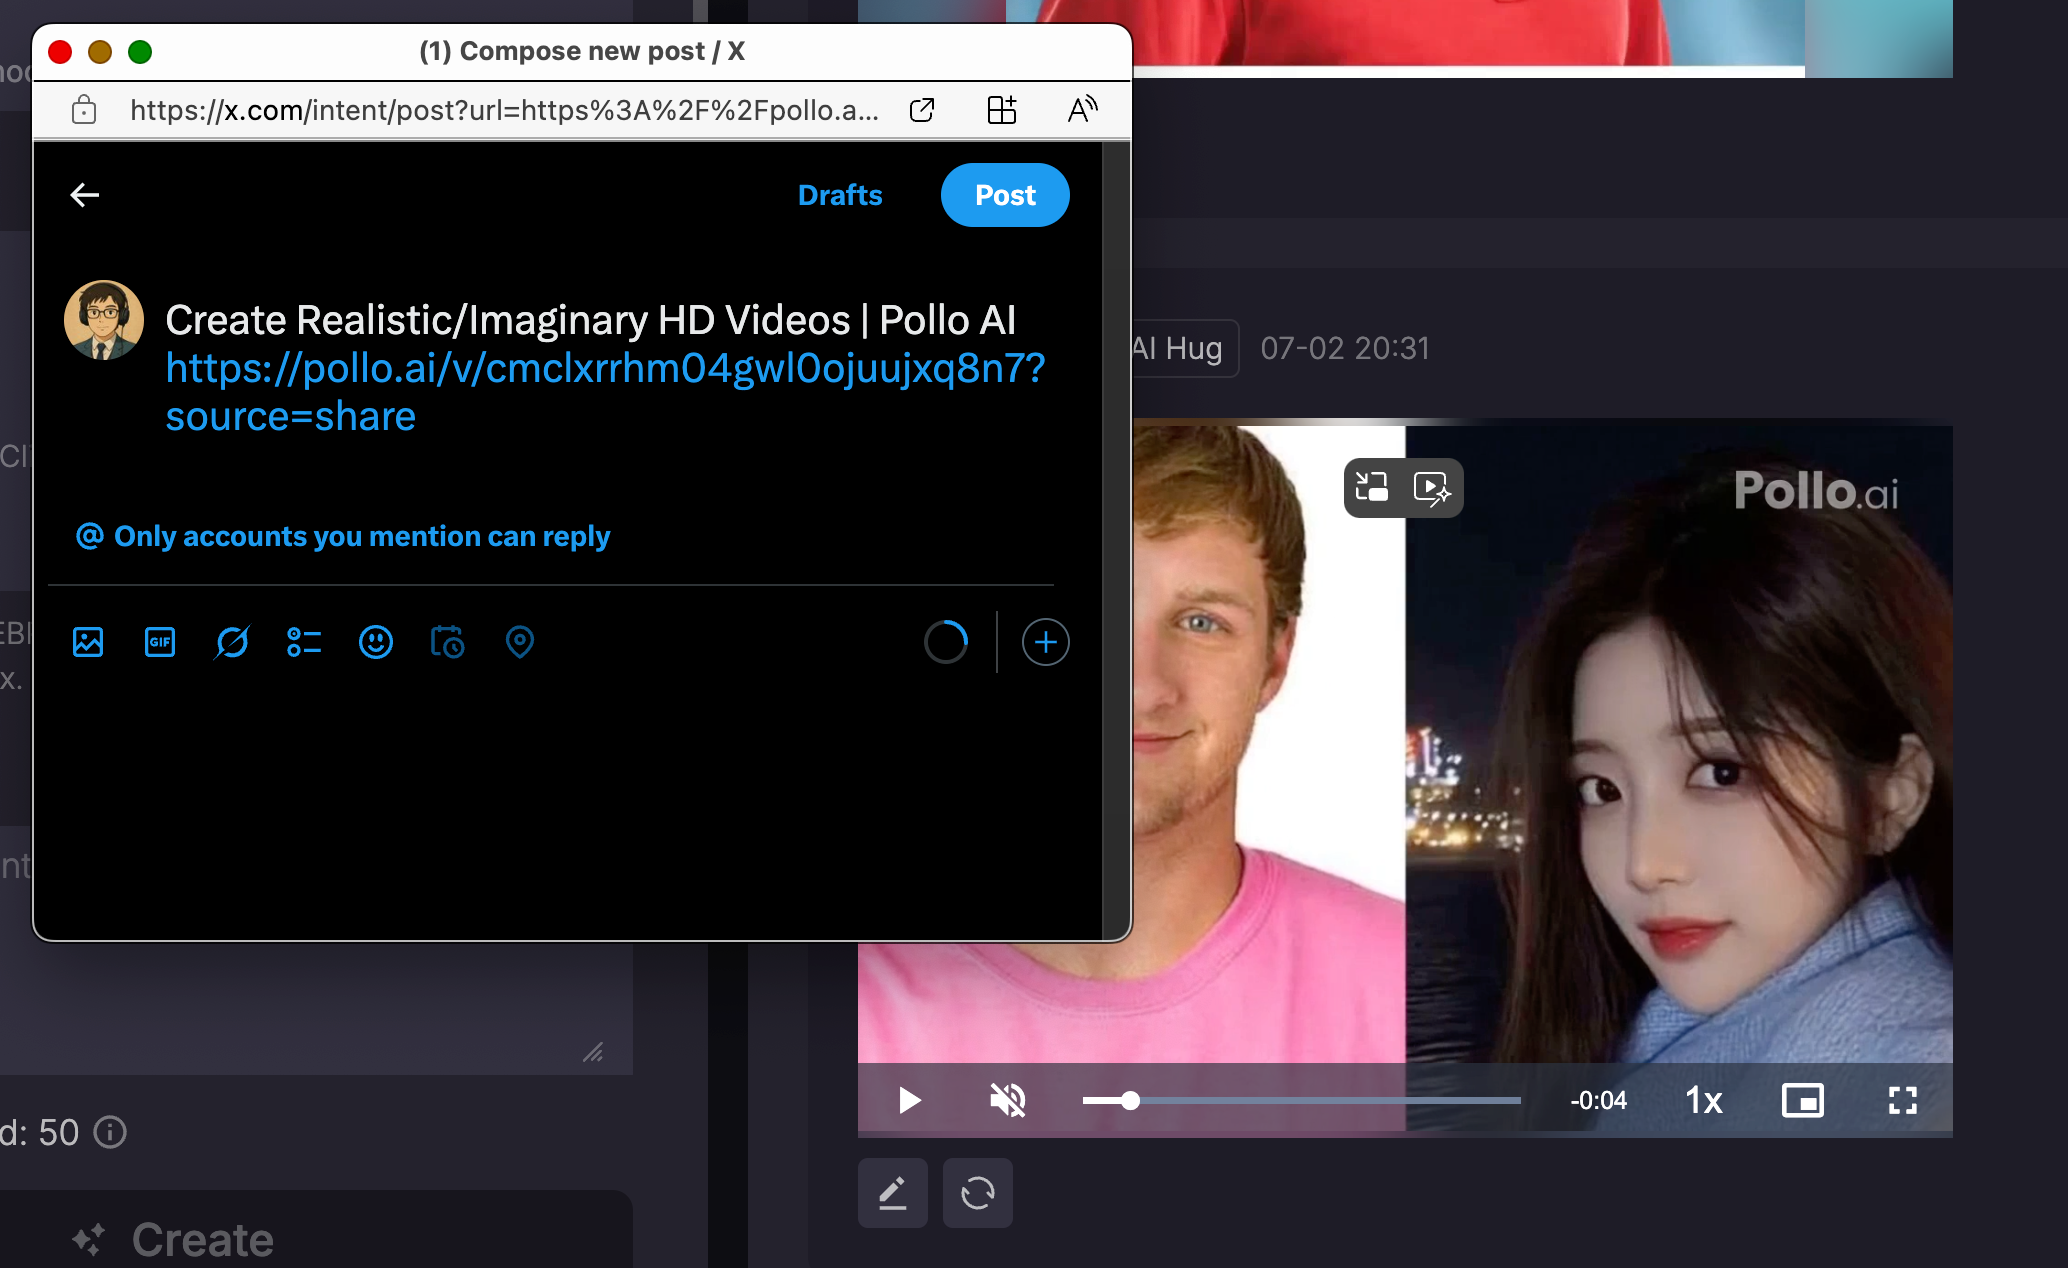 (1) Compose new post / X
https://x.com/intent/post?url=https%3A%2F%2Fpollo.a...
Drafts
Post
Create Realistic/Imaginary HD Videos | Pollo AI
https://pollo.ai/v/cmclxrrhm04gwl0ojuujxq8n7?
source=share
@ Only accounts you mention can reply
GIF
AI Hug
07-02 20:31
Pollo.ai
-0:04
1x
d: 50
Create